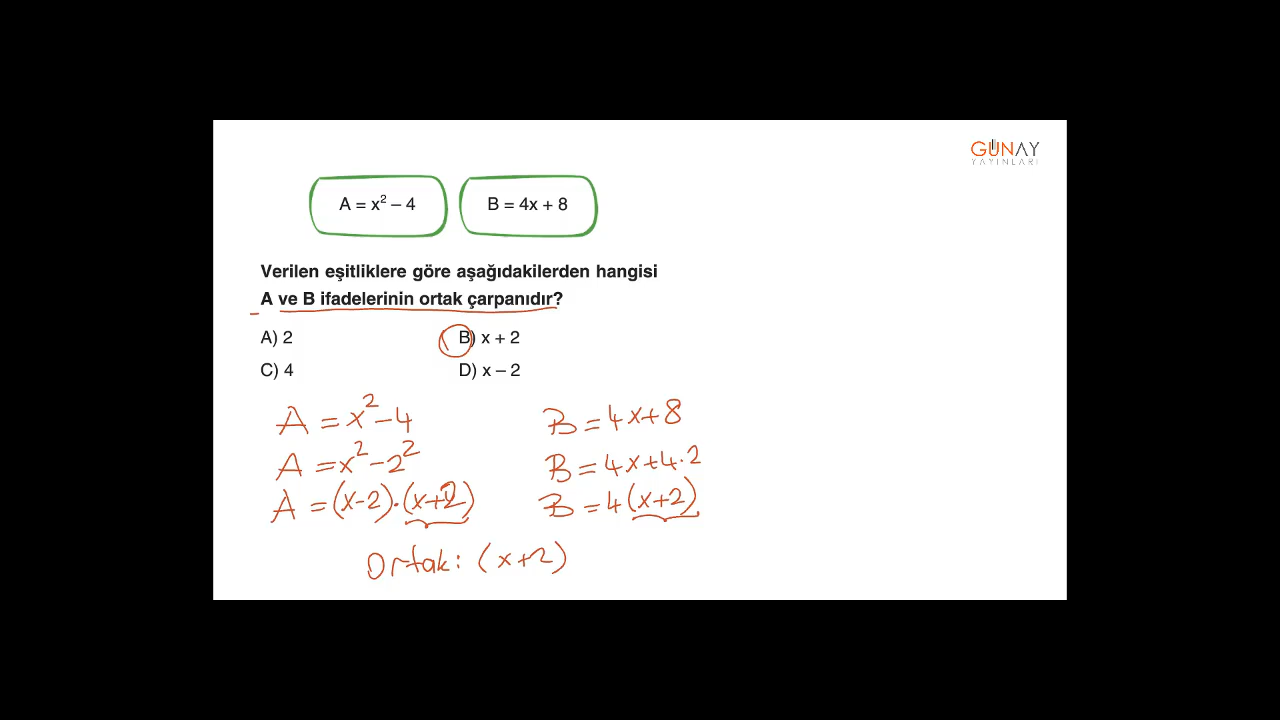 GÜNAY
YAYINLARI
A = x² – 4 B = 4x + 8
Verilen eşitliklere göre aşağıdakilerden hangisi
A ve B ifadelerinin ortak çarpanıdır?
A) 2 B) x + 2
C) 4 D) x – 2
A = x² - 4 B = 4x + 8
A = x² - 2² B = 4x + 4·2
A = (x-2)·(x+2) B = 4(x+2)
Ortak: (x+2)